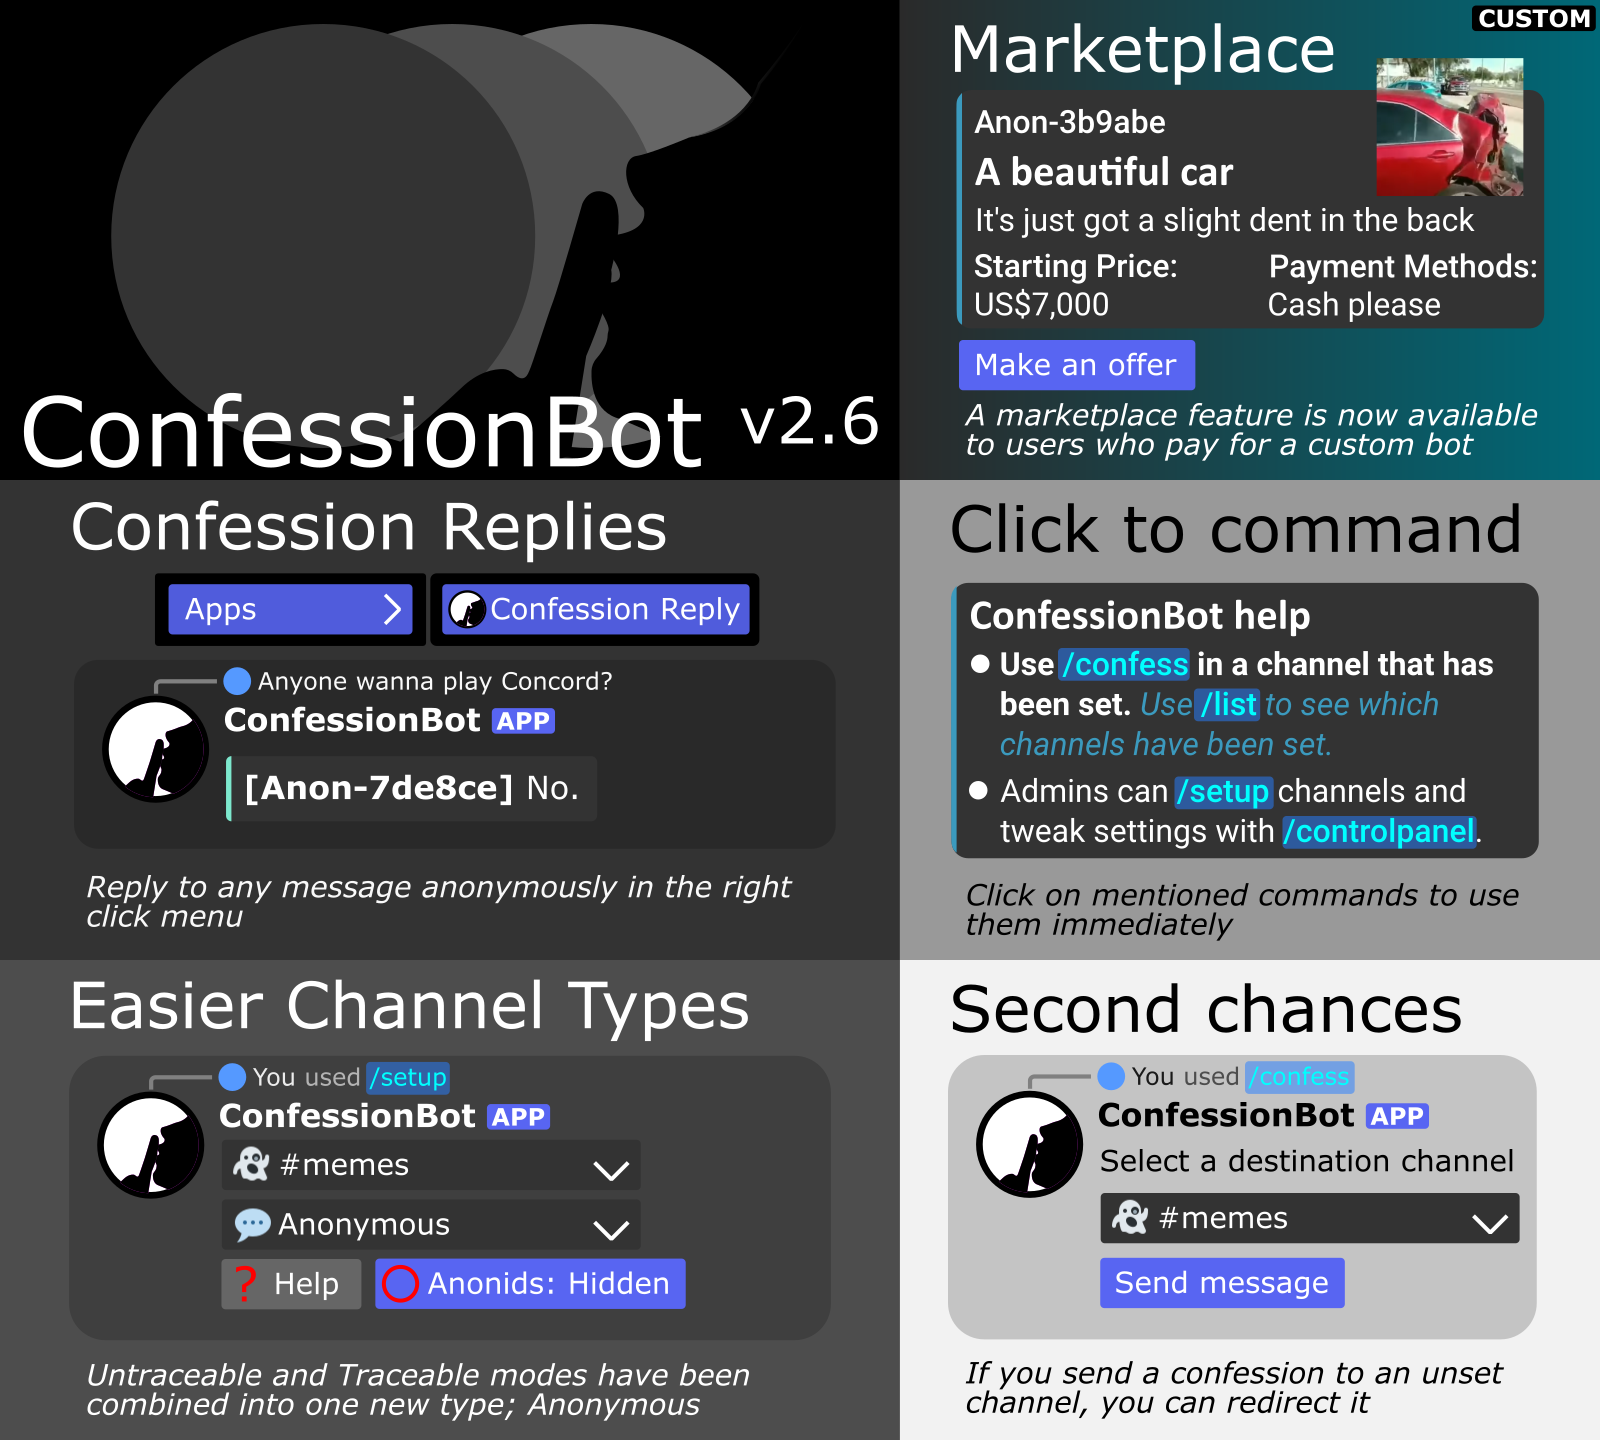 ConfessionBot v2.6
CUSTOM
Marketplace
Anon-3b9abe
A beautiful car
It's just got a slight dent in the back
Starting Price: Payment Methods:
US$7,000 Cash please
Make an offer
A marketplace feature is now available
to users who pay for a custom bot
Confession Replies
Apps Confession Reply
Anyone wanna play Concord?
ConfessionBot APP
[Anon-7de8ce] No.
Reply to any message anonymously in the right
click menu
Click to command
ConfessionBot help
Use /confess in a channel that has
been set. Use /list to see which
channels have been set.
Admins can /setup channels and
tweak settings with /controlpanel.
Click on mentioned commands to use
them immediately
Easier Channel Types
You used /setup
ConfessionBot APP
#memes
Anonymous
Help Anonids: Hidden
Untraceable and Traceable modes have been
combined into one new type; Anonymous
Second chances
You used /confess
ConfessionBot APP
Select a destination channel
#memes
Send message
If you send a confession to an unset
channel, you can redirect it